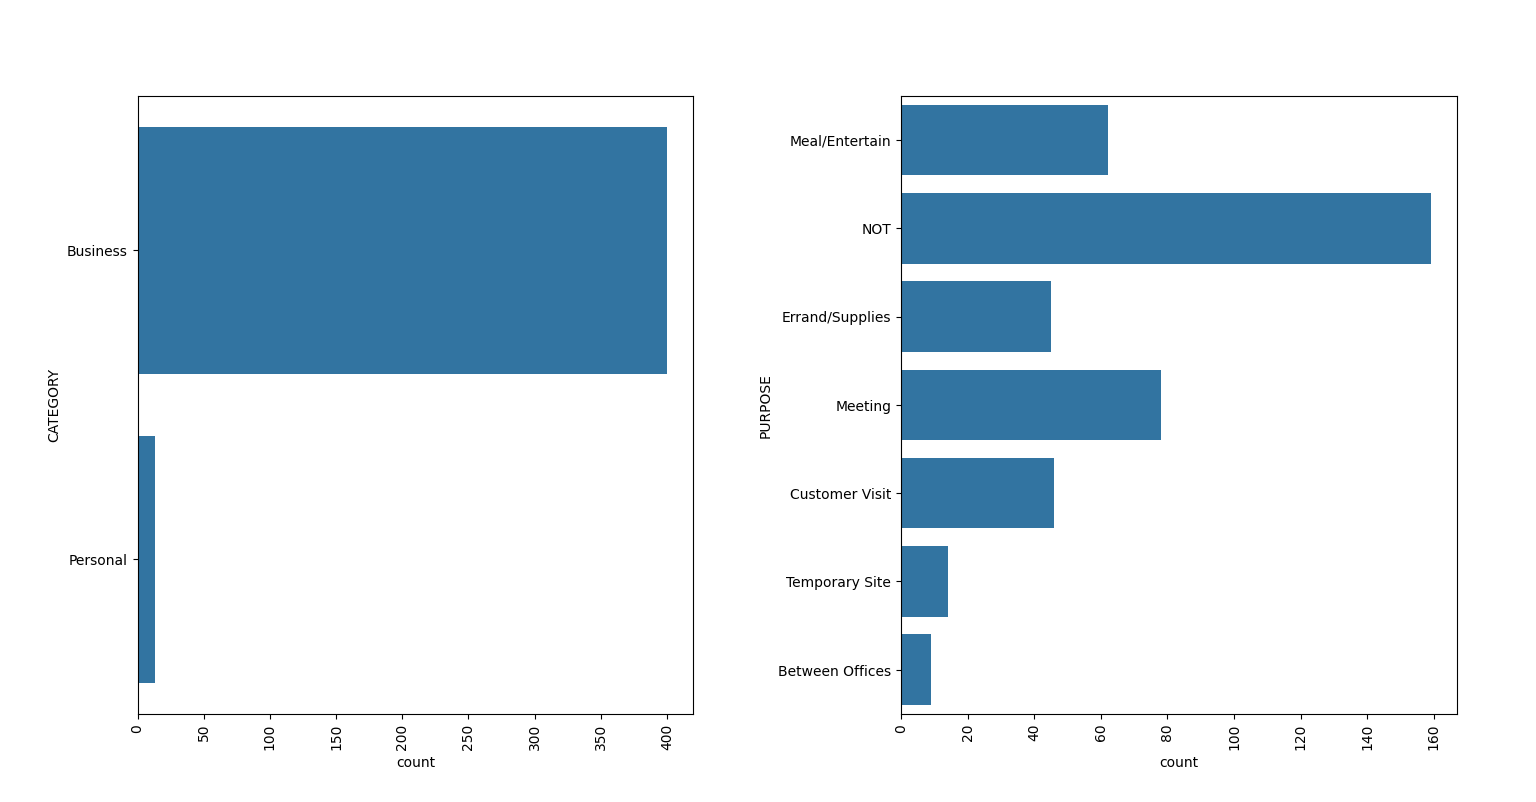 CATEGORY
Business
Personal
0
50
100
150
200
250
300
350
400
count
PURPOSE
Meal/Entertain
NOT
Errand/Supplies
Meeting
Customer Visit
Temporary Site
Between Offices
0
20
40
60
80
100
120
140
160
count